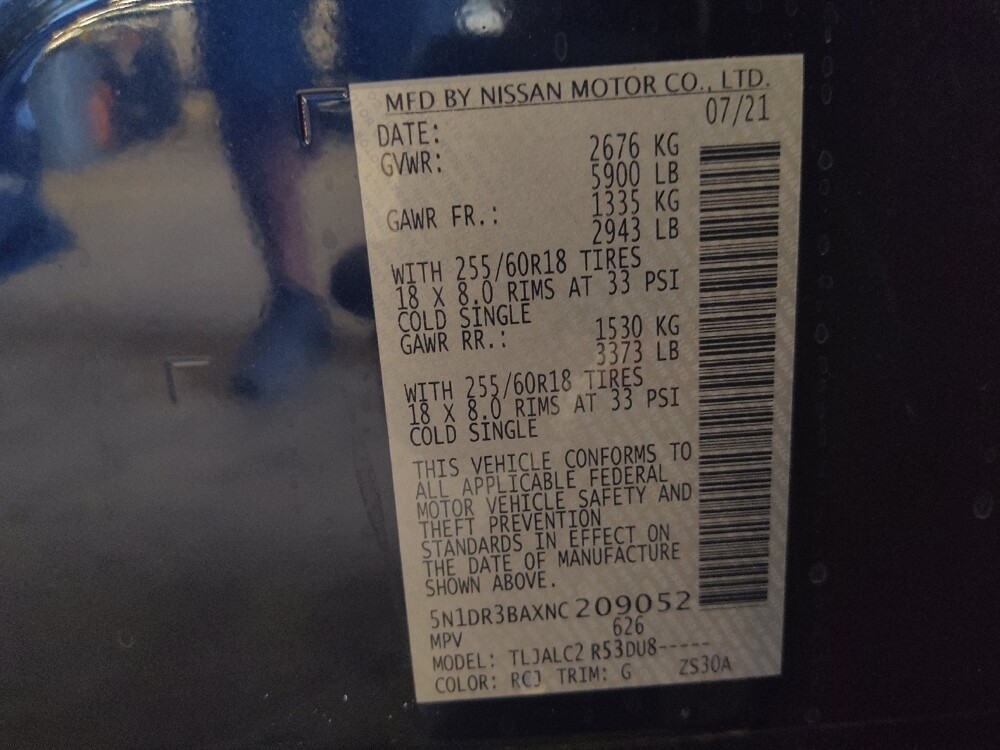 MFD BY NISSAN MOTOR CO., LTD.
DATE: 07/21
GVWR: 2676 KG
5900 LB
GAWR FR.: 1335 KG
2943 LB
WITH 255/60R18 TIRES
18 X 8.0 RIMS AT 33 PSI
COLD SINGLE
GAWR RR.: 1530 KG
3373 LB
WITH 255/60R18 TIRES
18 X 8.0 RIMS AT 33 PSI
COLD SINGLE
THIS VEHICLE CONFORMS TO
ALL APPLICABLE FEDERAL
MOTOR VEHICLE SAFETY AND
THEFT PREVENTION
STANDARDS IN EFFECT ON
THE DATE OF MANUFACTURE
SHOWN ABOVE.
5N1DR3BAXNC209052
MPV 626
MODEL: TLJALC2 R53DU8-----
COLOR: RCJ TRIM: G ZS30A